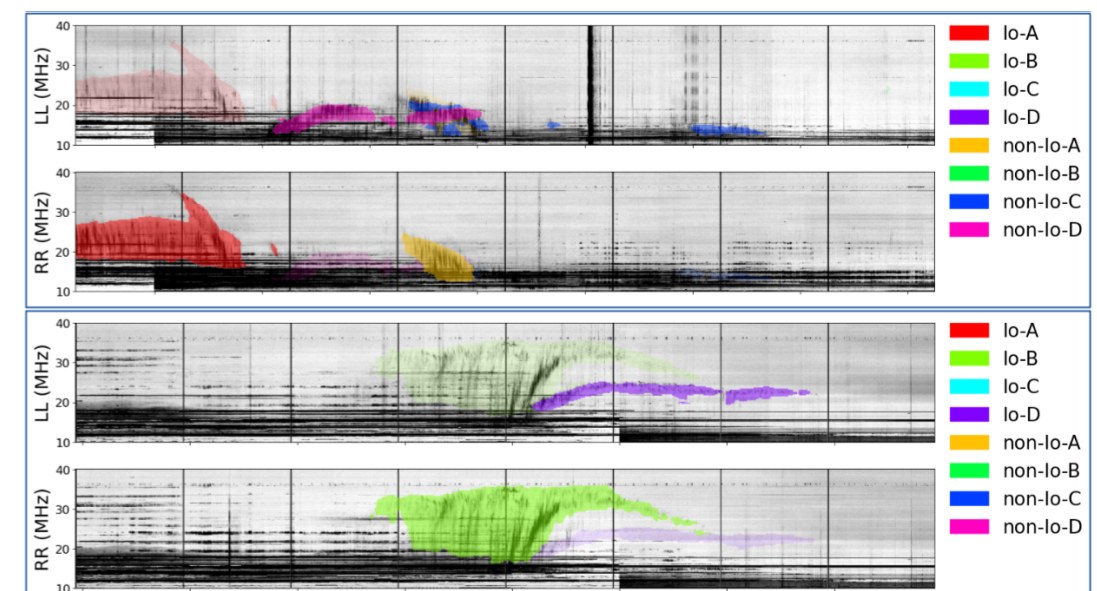 LL (MHz)
40
30
20
10
RR (MHz)
40
30
20
10
Io-A
Io-B
Io-C
Io-D
non-Io-A
non-Io-B
non-Io-C
non-Io-D
LL (MHz)
40
30
20
10
RR (MHz)
40
30
20
10
Io-A
Io-B
Io-C
Io-D
non-Io-A
non-Io-B
non-Io-C
non-Io-D